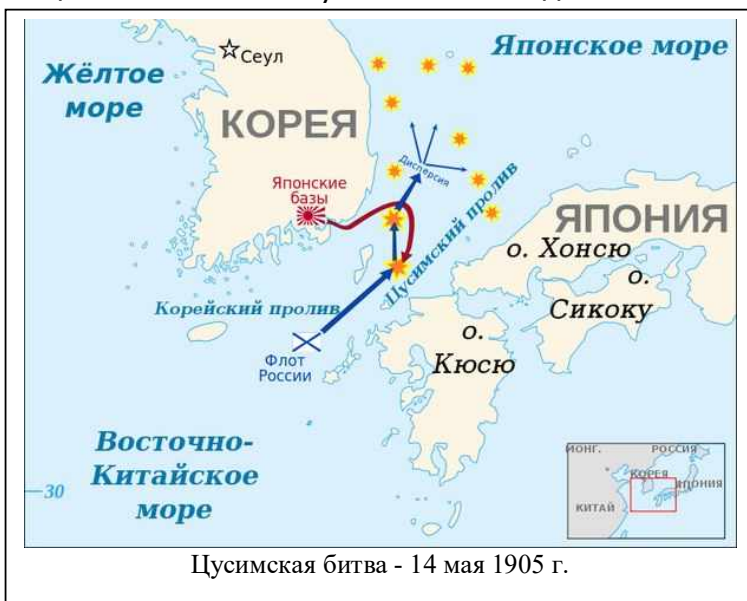 Японское море
Сеул
Жёлтое
море
КОРЕЯ
Дисперсия
Японские
базы
Цусимский пролив
ЯПОНИЯ
о. Хонсю
о.
Сикоку
Корейский пролив
о.
Кюсю
Флот
России
Восточно-
Китайское
море
30
МОНГ.
РОССИЯ
КОРЕЯ
ЯПОНИЯ
КИТАЙ
Цусимская битва - 14 мая 1905 г.